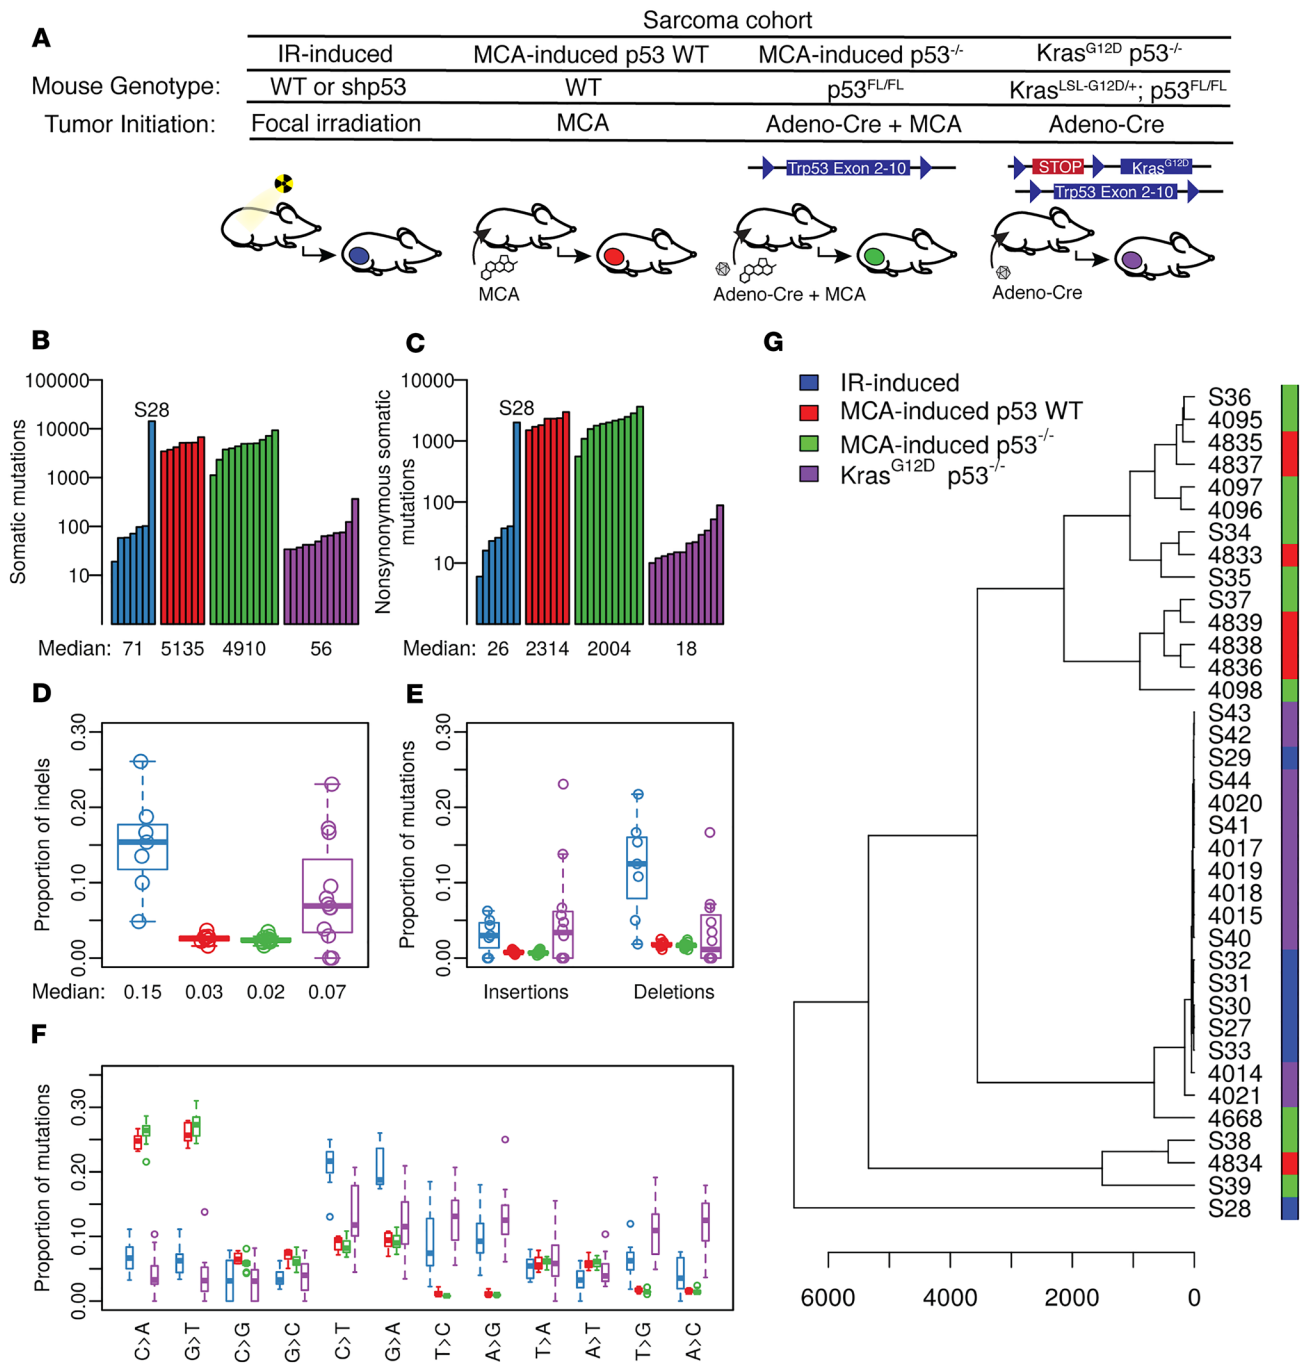 A
Sarcoma cohort
IR-induced MCA-induced p53 WT MCA-induced p53-/- KrasG12D p53-/-
Mouse Genotype: WT or shp53 WT p53FL/FL KrasLSL-G12D/+; p53FL/FL
Tumor Initiation: Focal irradiation MCA Adeno-Cre + MCA Adeno-Cre
Trp53 Exon 2-10 STOP KrasG12D
Trp53 Exon 2-10
MCA Adeno-Cre + MCA Adeno-Cre
B
Somatic mutations
100000
10000
1000
100
10
S28
Median: 71 5135 4910 56
C
Nonsynonymous somatic
mutations
10000
1000
100
10
S28
Median: 26 2314 2004 18
D
Proportion of indels
0.30
0.20
0.10
0.00
Median: 0.15 0.03 0.02 0.07
E
Proportion of mutations
0.30
0.20
0.10
0.00
Insertions Deletions
F
Proportion of mutations
0.30
0.20
0.10
0.00
C>A G>T C>G G>C C>T G>A T>C A>G T>A A>T T>G A>C
G
IR-induced
MCA-induced p53 WT
MCA-induced p53-/-
KrasG12D p53-/-
S36
4095
4835
4837
4097
4096
S34
4833
S35
S37
4839
4838
4836
4098
S43
S42
S29
S44
4020
S41
4017
4019
4018
4015
S40
S32
S31
S30
S27
S33
4014
4021
4668
S38
4834
S39
S28
6000 4000 2000 0